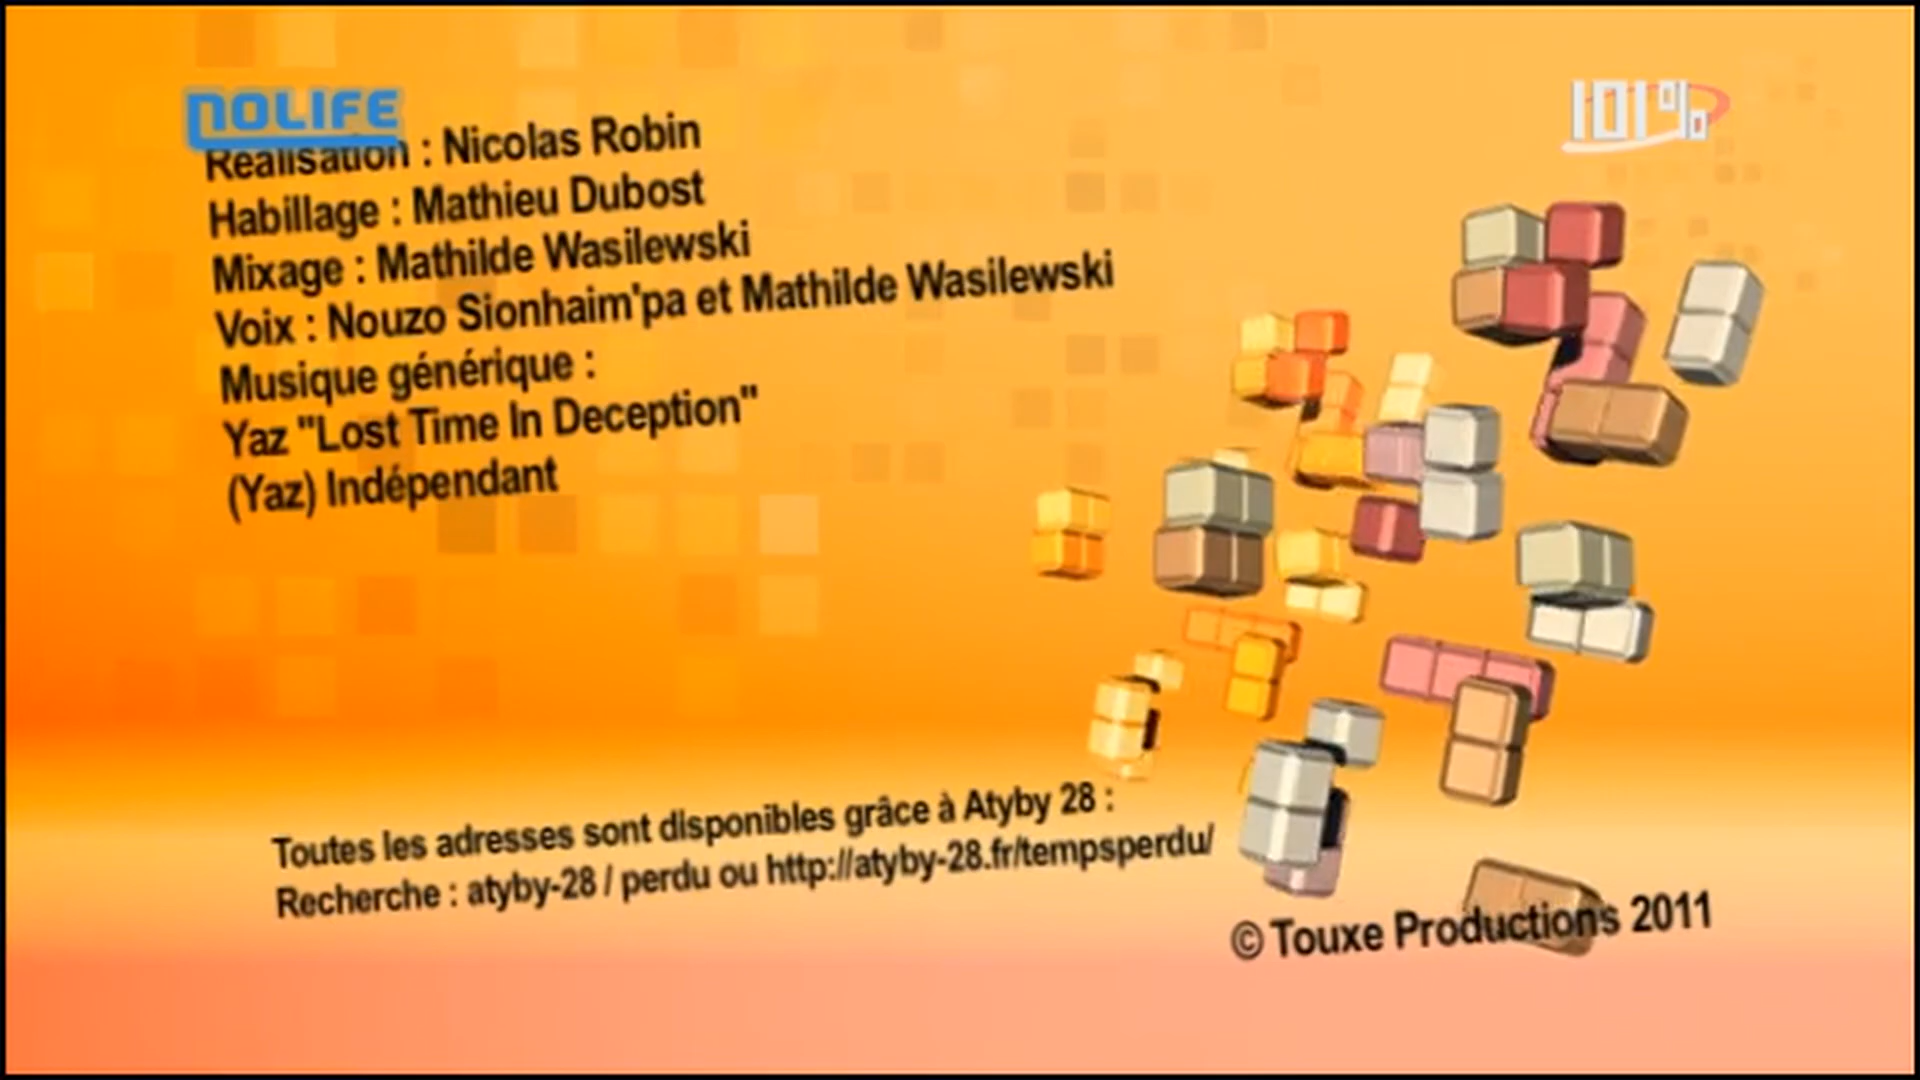 NOLIFE
101%
Réalisation : Nicolas Robin
Habillage : Mathieu Dubost
Mixage : Mathilde Wasilewski
Voix : Nouzo Sionhaim'pa et Mathilde Wasilewski
Musique générique :
Yaz "Lost Time In Deception"
(Yaz) Indépendant
Toutes les adresses sont disponibles grâce à Atyby 28 :
Recherche : atyby-28 / perdu ou http://atyby-28.fr/tempsperdu/
© Touxe Productions 2011